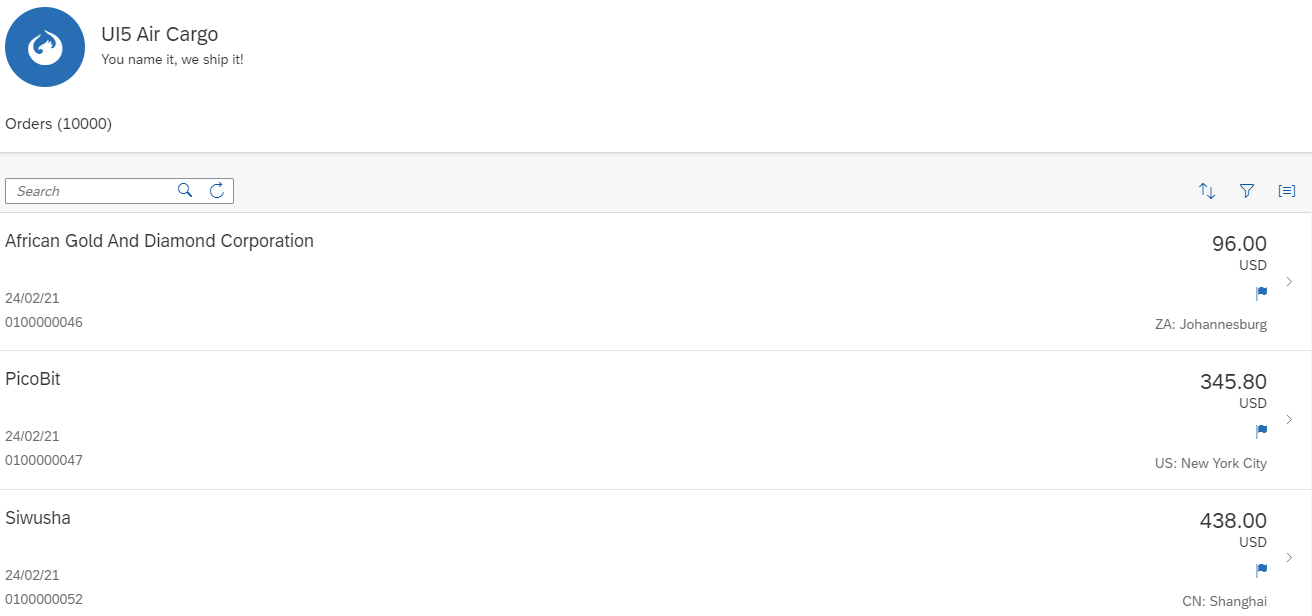 UI5 Air Cargo
You name it, we ship it!
Orders (10000)
Search
African Gold And Diamond Corporation
96.00
USD
24/02/21
0100000046
ZA: Johannesburg
PicoBit
345.80
USD
24/02/21
0100000047
US: New York City
Siwusha
438.00
USD
24/02/21
0100000052
CN: Shanghai